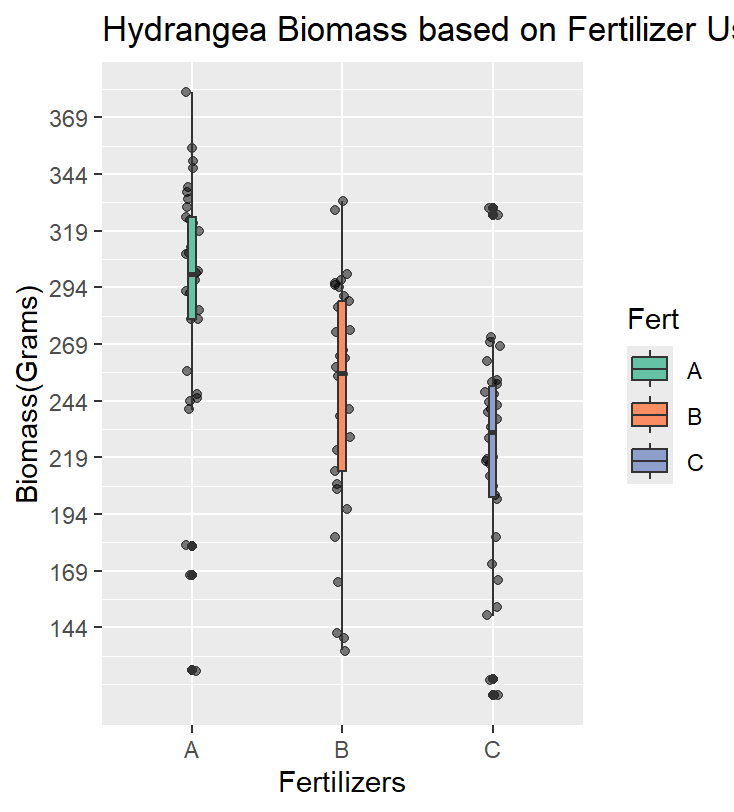 Hydrangea Biomass based on Fertilizer Us
369
344
319
294
269
244
219
194
169
144
Biomass(Grams)
A B C
Fertilizers
Fert
A
B
C